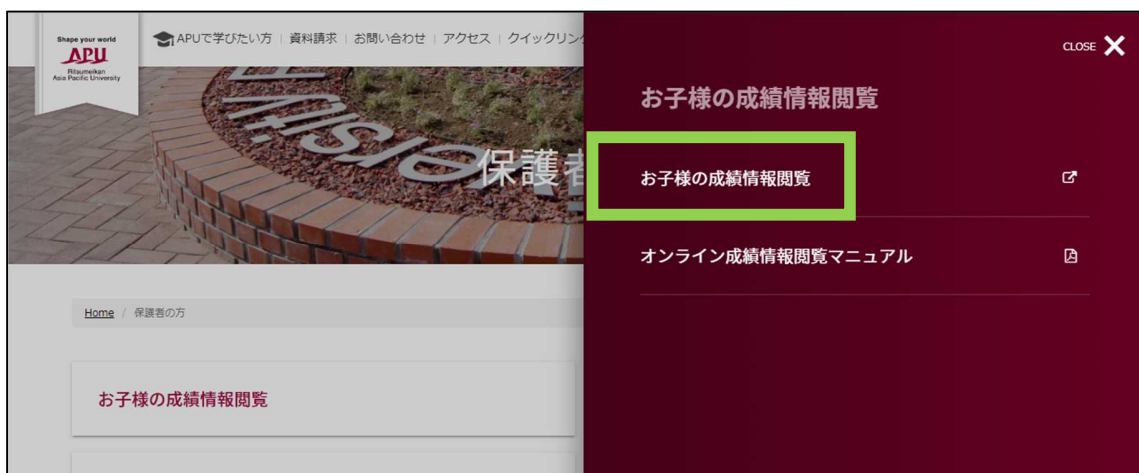 Shape your world
APU
Ritsumeikan
Asia Pacific University
APUで学びたい方 | 資料請求 | お問い合わせ | アクセス | クイックリン
保護者
Home / 保護者の方
お子様の成績情報閲覧
CLOSE
お子様の成績情報閲覧
お子様の成績情報閲覧
オンライン成績情報閲覧マニュアル